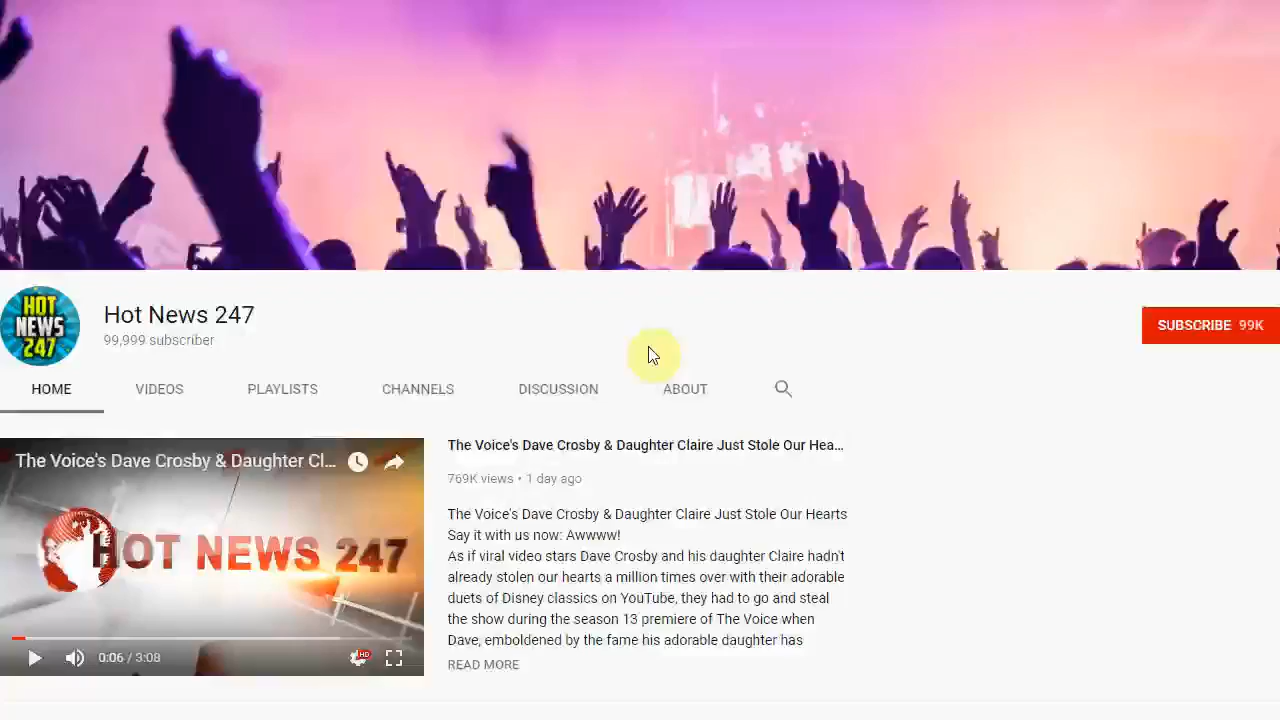 HOT
NEWS
247
Hot News 247
99,999 subscriber
SUBSCRIBE 99K
HOME VIDEOS PLAYLISTS CHANNELS DISCUSSION ABOUT
The Voice's Dave Crosby & Daughter Cl...
HOT NEWS 247
0:06 / 3:08
HD
The Voice's Dave Crosby & Daughter Claire Just Stole Our Hea...
769K views • 1 day ago
The Voice's Dave Crosby & Daughter Claire Just Stole Our Hearts
Say it with us now: Awwww!
As if viral video stars Dave Crosby and his daughter Claire hadn't
already stolen our hearts a million times over with their adorable
duets of Disney classics on YouTube, they had to go and steal
the show during the season 13 premiere of The Voice when
Dave, emboldened by the fame his adorable daughter has
READ MORE